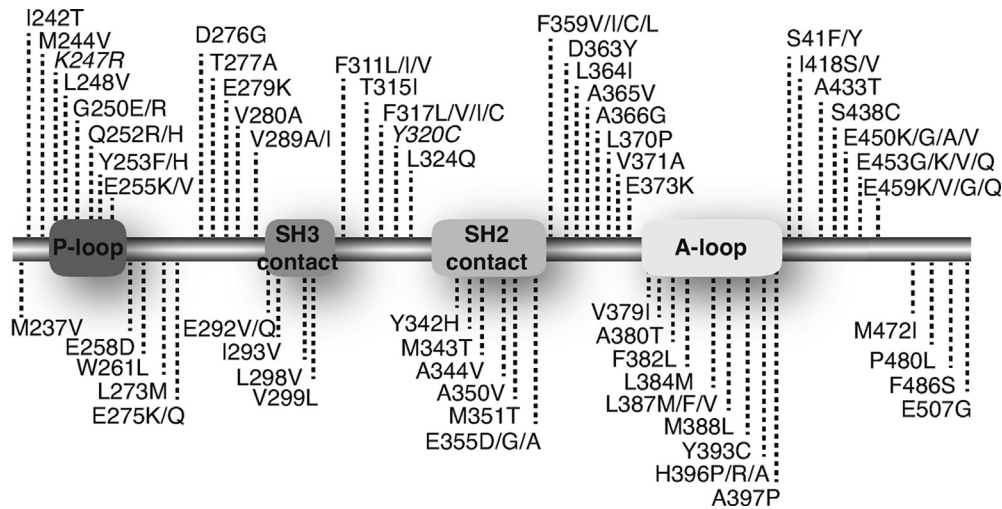 I242T
M244V
K247R
L248V
G250E/R
Q252R/H
Y253F/H
E255K/V
D276G
T277A
E279K
V280A
V289A/I
F311L/I/V
T315I
F317L/V/I/C
Y320C
L324Q
F359V/I/C/L
D363Y
L364I
A365V
A366G
L370P
V371A
E373K
S41F/Y
I418S/V
A433T
S438C
E450K/G/A/V
E453G/K/V/Q
E459K/V/G/Q
P-loop
SH3
contact
SH2
contact
A-loop
M237V
E258D
W261L
L273M
E275K/Q
E292V/Q
I293V
L298V
V299L
Y342H
M343T
A344V
A350V
M351T
E355D/G/A
V379I
A380T
F382L
L384M
L387M/F/V
M388L
Y393C
H396P/R/A
A397P
M472I
P480L
F486S
E507G